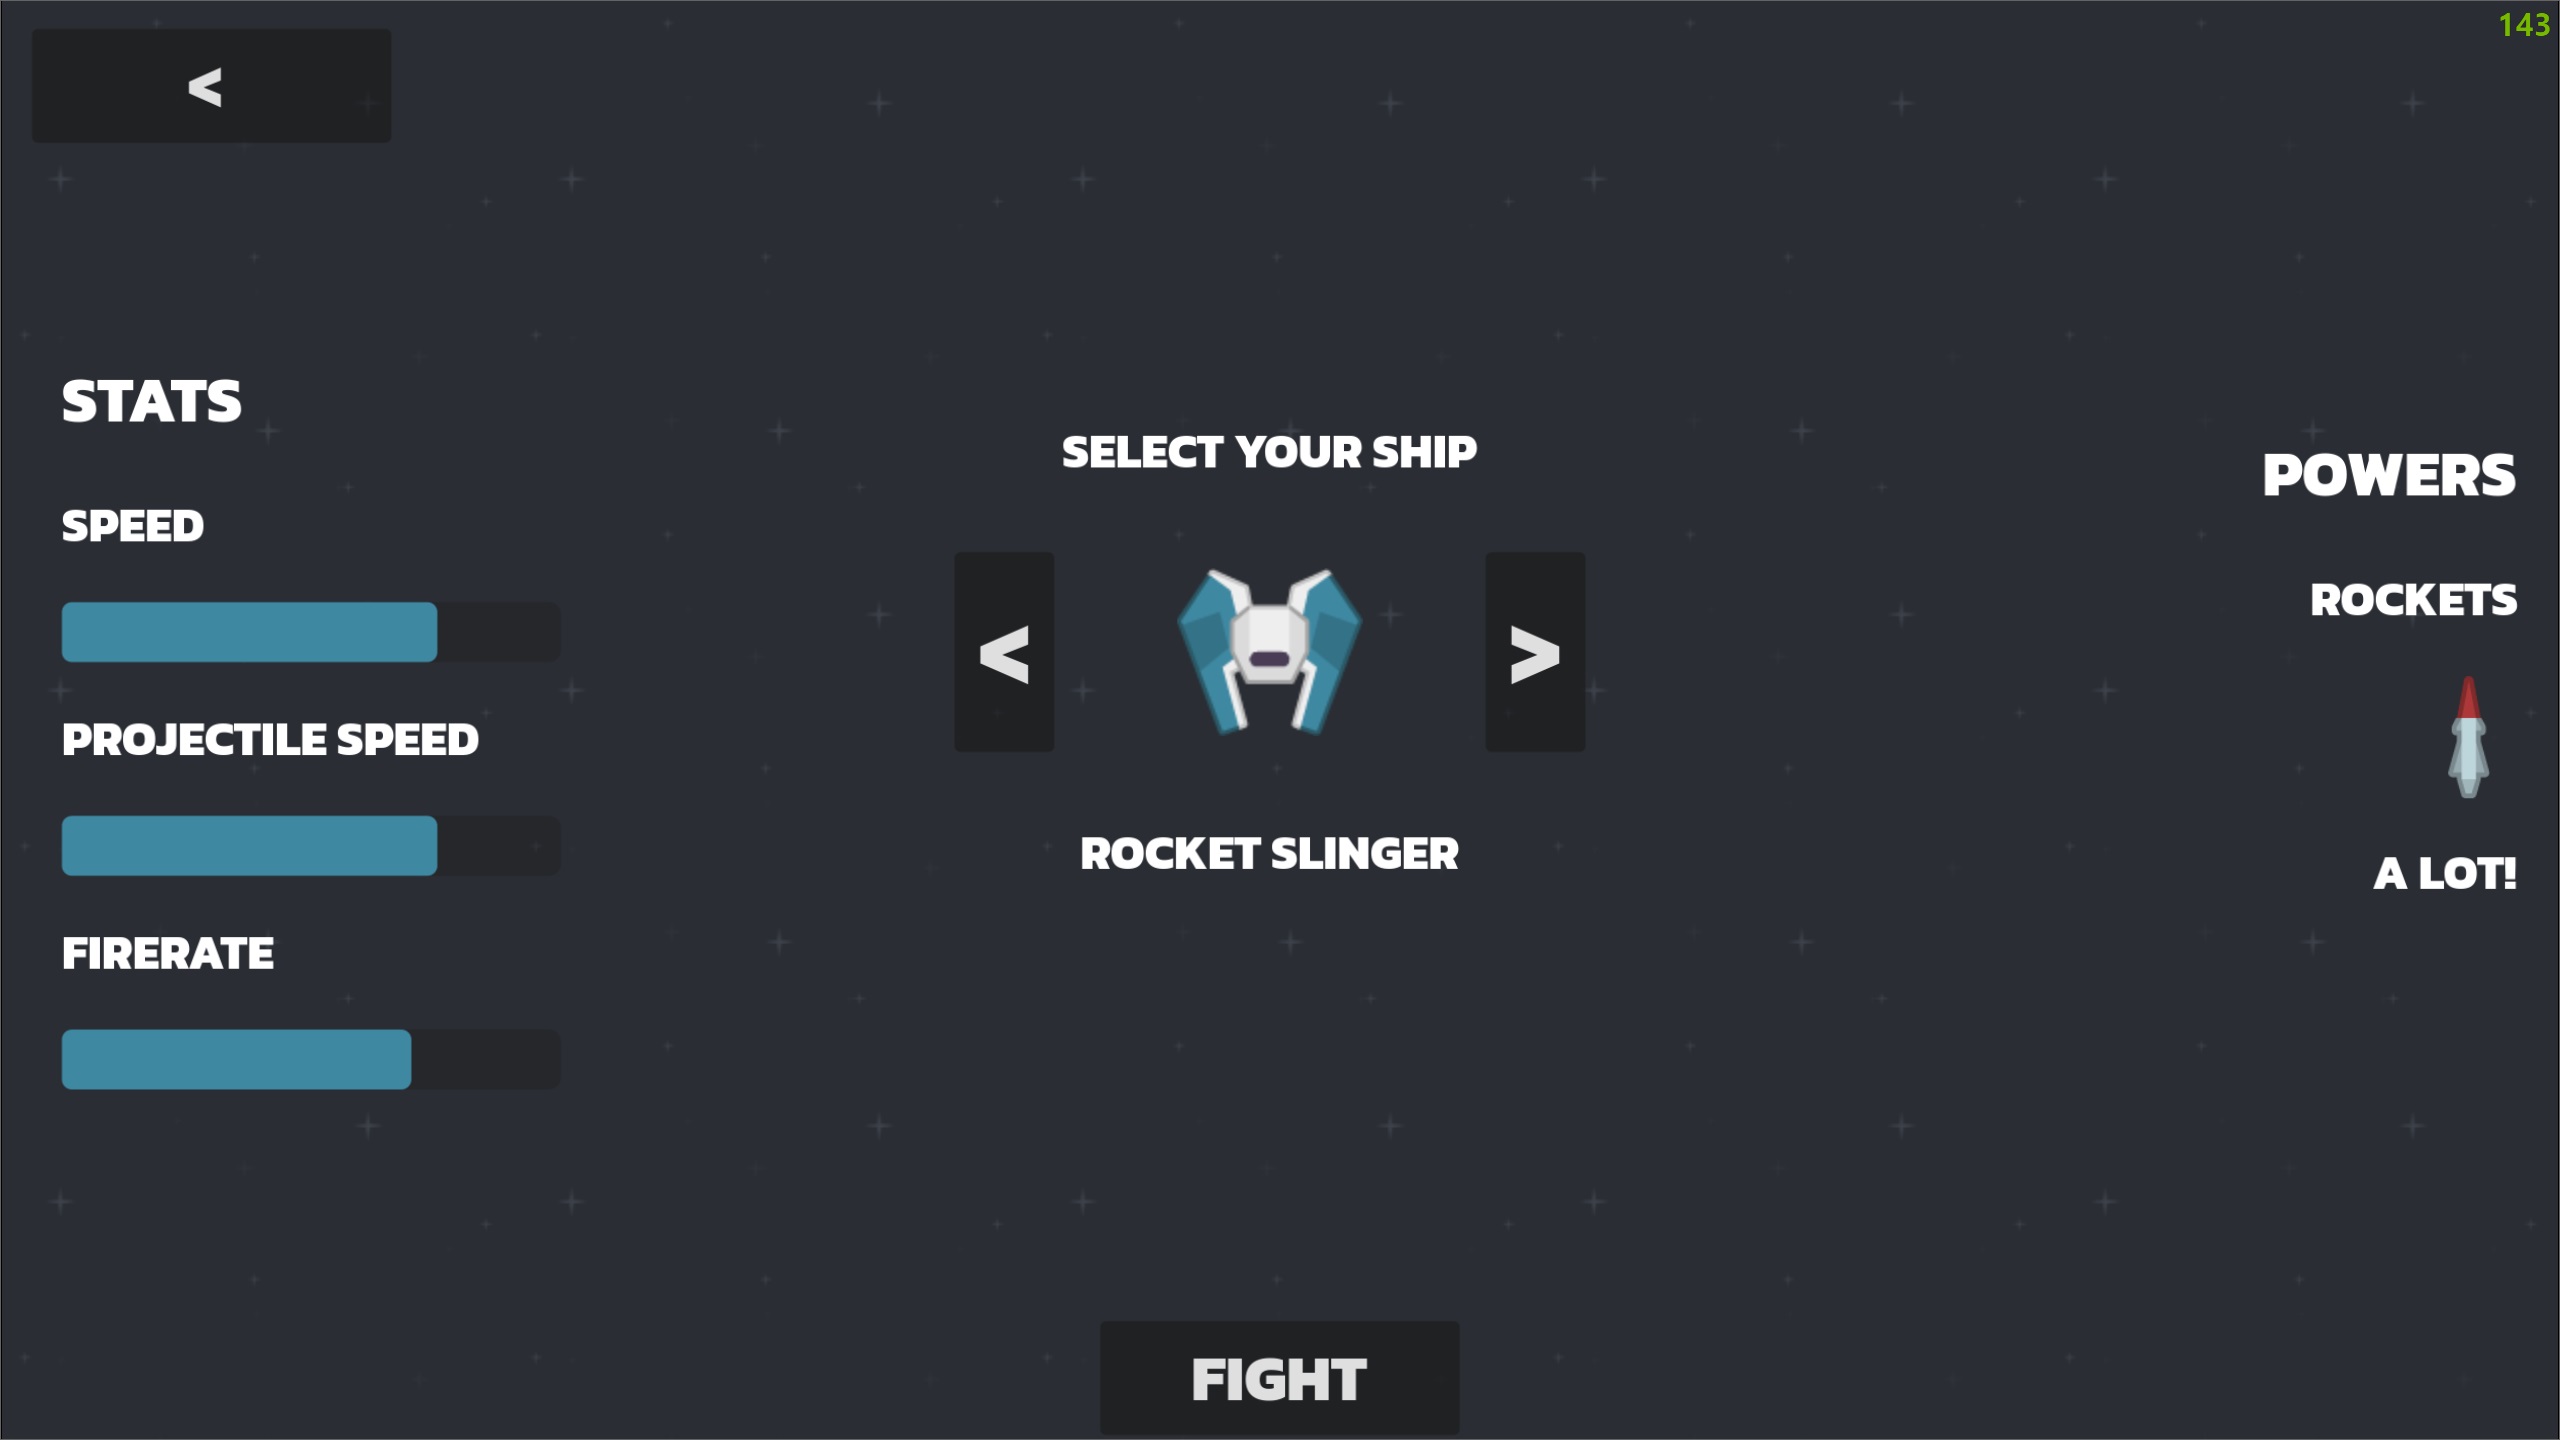 143
<
STATS
SPEED
PROJECTILE SPEED
FIRERATE
SELECT YOUR SHIP
<
>
ROCKET SLINGER
POWERS
ROCKETS
A LOT!
FIGHT